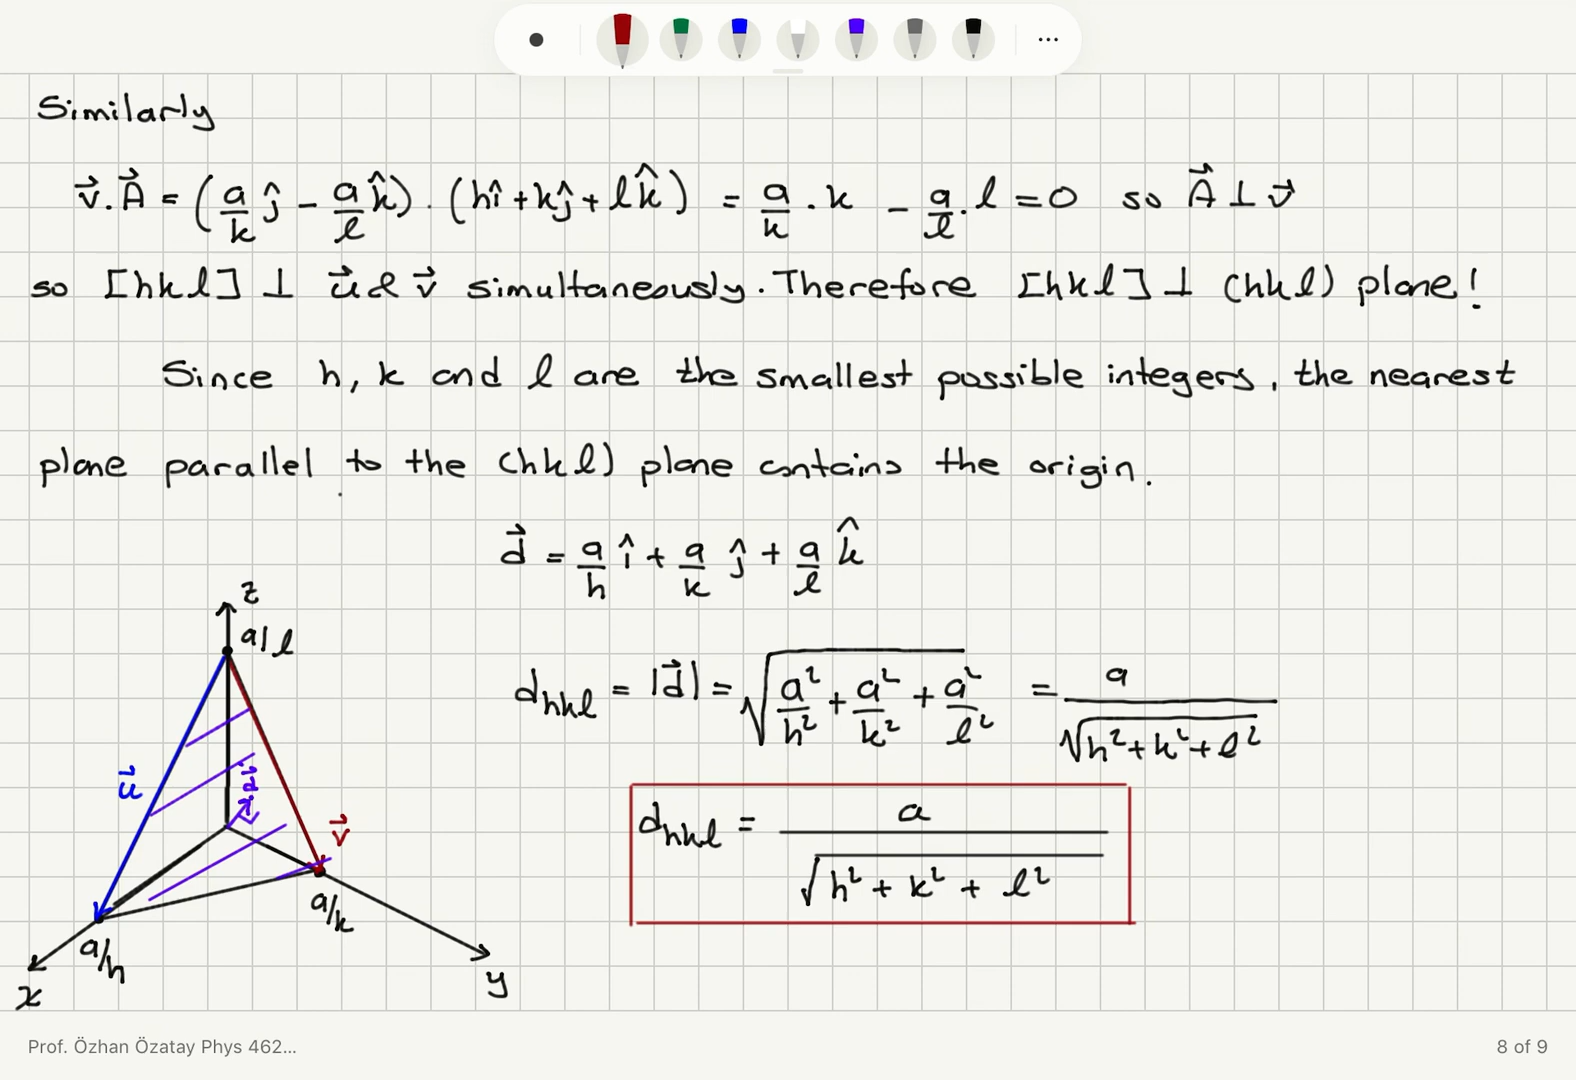 Similarly
v⃗.A⃗ = (a/k ĵ − a/l k̂) . (hî + kĵ + lk̂) = a/k . k − a/l . l = 0 so A⃗ ⊥ v⃗
so [hkl] ⊥ u⃗ & v⃗ simultaneously. Therefore [hkl] ⊥ (hkl) plane!
Since h, k and l are the smallest possible integers, the nearest
plane parallel to the (hkl) plane contains the origin.
d⃗ = a/h î + a/k ĵ + a/l k̂
d_hkl = |d⃗| = √(a²/h² + a²/k² + a²/l²) = a/√(h²+k²+l²)
d_hkl = a/√(h² + k² + l²)
z
a/l
u⃗
d⃗
v⃗
a/k
a/h
x
y
Prof. Özhan Özatay Phys 462...
8 of 9